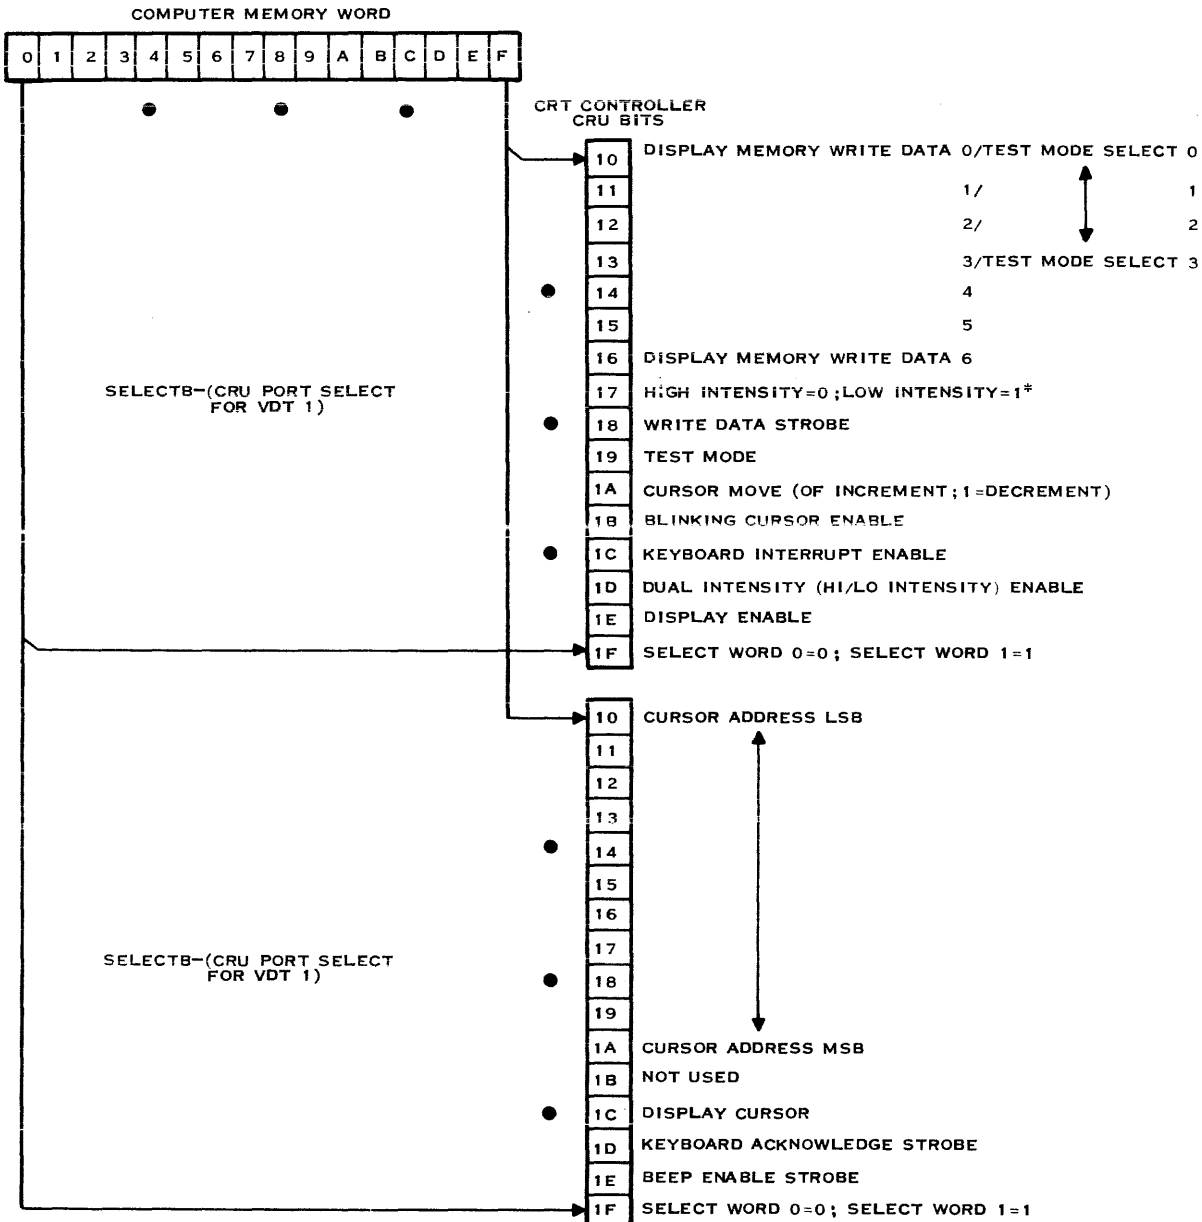 COMPUTER MEMORY WORD
0 1 2 3 4 5 6 7 8 9 A B C D E F
CRT CONTROLLER
CRU BITS
10 DISPLAY MEMORY WRITE DATA 0/TEST MODE SELECT 0
11 1/ 1
12 2/ 2
13 3/TEST MODE SELECT 3
14 4
15 5
16 DISPLAY MEMORY WRITE DATA 6
SELECTB-(CRU PORT SELECT
FOR VDT 1)
17 HIGH INTENSITY=0;LOW INTENSITY=1*
18 WRITE DATA STROBE
19 TEST MODE
1A CURSOR MOVE (OF INCREMENT;1=DECREMENT)
1B BLINKING CURSOR ENABLE
1C KEYBOARD INTERRUPT ENABLE
1D DUAL INTENSITY (HI/LO INTENSITY) ENABLE
1E DISPLAY ENABLE
1F SELECT WORD 0=0; SELECT WORD 1=1
10 CURSOR ADDRESS LSB
11
12
13
14
15
16
17
SELECTB-(CRU PORT SELECT
FOR VDT 1)
18
19
1A CURSOR ADDRESS MSB
1B NOT USED
1C DISPLAY CURSOR
1D KEYBOARD ACKNOWLEDGE STROBE
1E BEEP ENABLE STROBE
1F SELECT WORD 0=0; SELECT WORD 1=1